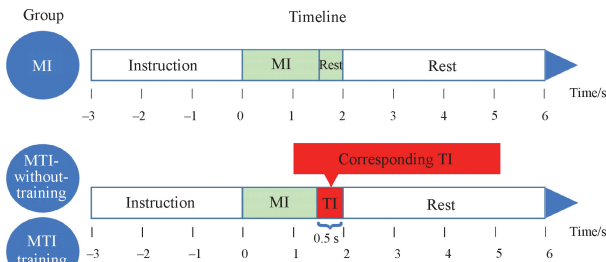 Group
Timeline
MI
Instruction
MI
Rest
Rest
–3 –2 –1 0 1 2 3 4 5 6
Time/s
MTI-
without-
training
Corresponding TI
Instruction
MI
TI
Rest
0.5 s
MTI
training
–3 –2 –1 0 1 2 3 4 5 6
Time/s